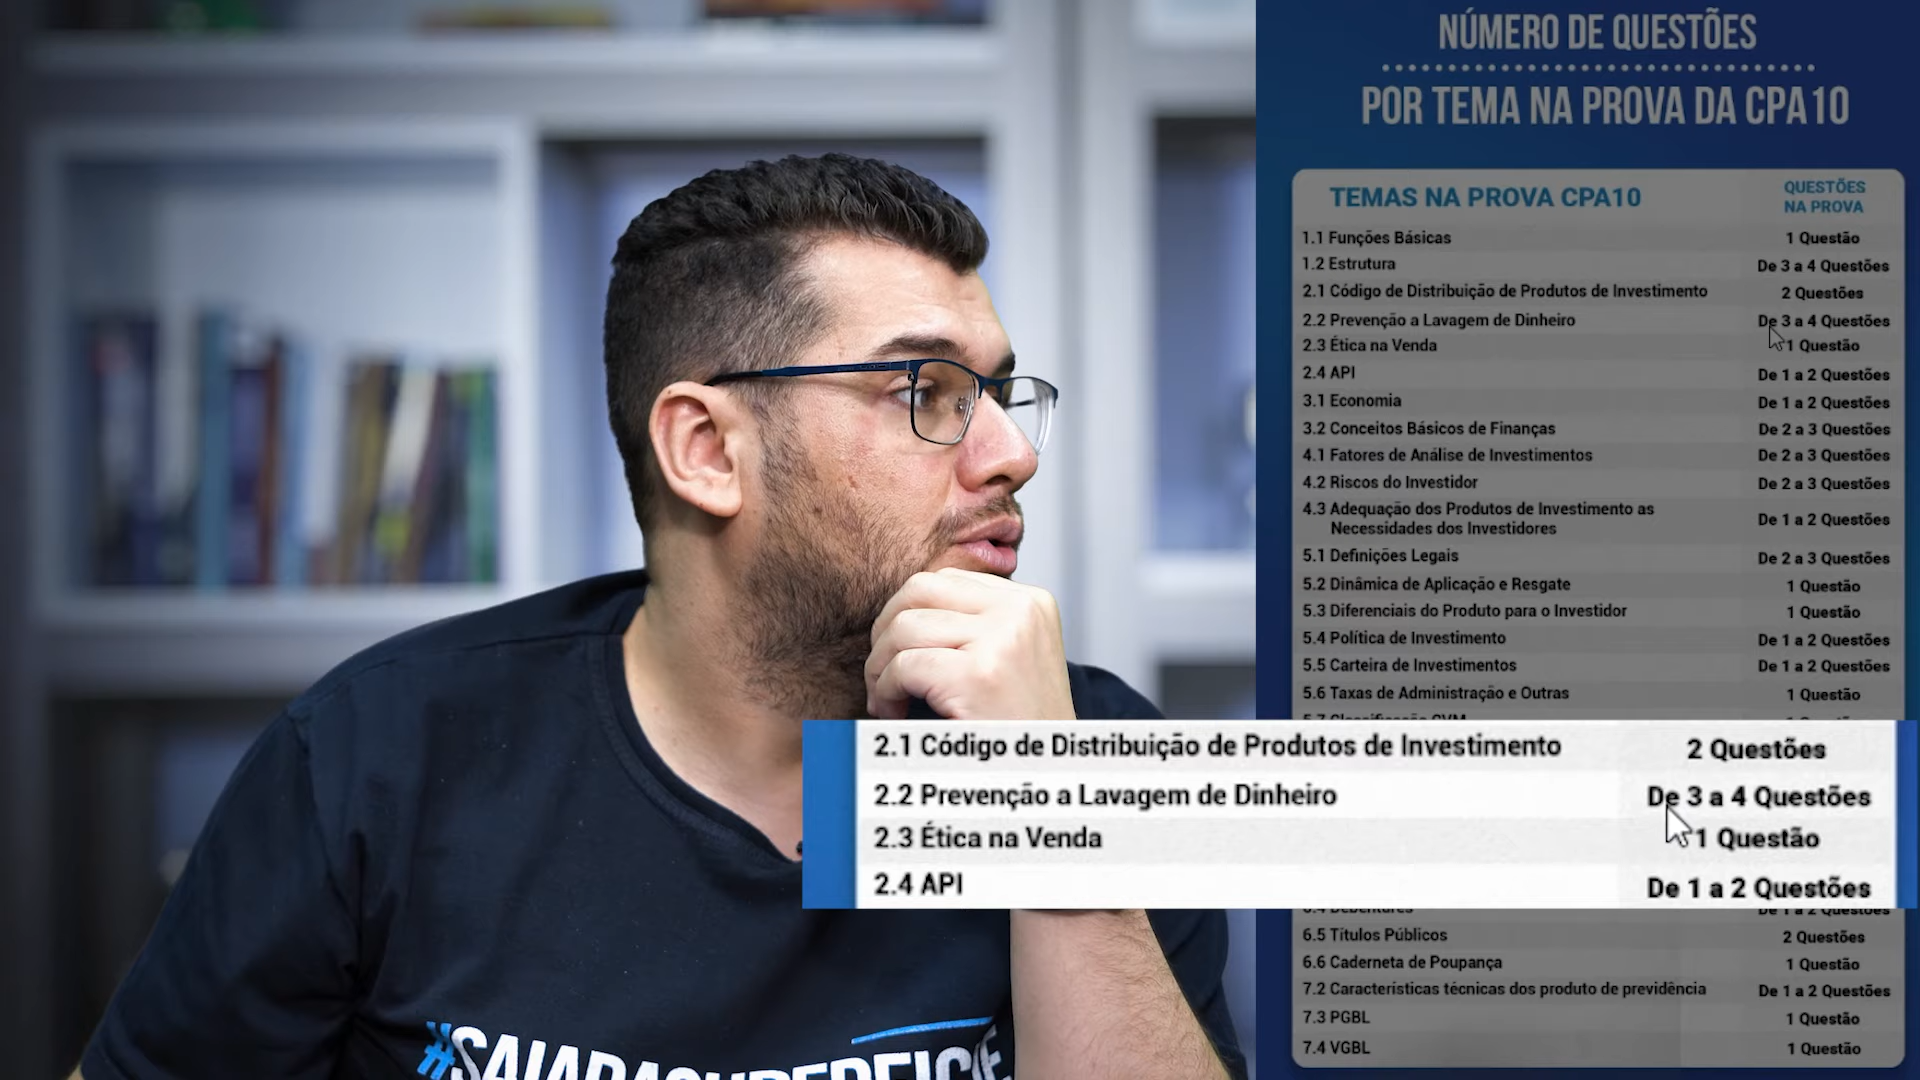 NÚMERO DE QUESTÕES
POR TEMA NA PROVA DA CPA10
TEMAS NA PROVA CPA10 QUESTÕES NA PROVA
1.1 Funções Básicas 1 Questão
1.2 Estrutura De 3 a 4 Questões
2.1 Código de Distribuição de Produtos de Investimento 2 Questões
2.2 Prevenção a Lavagem de Dinheiro De 3 a 4 Questões
2.3 Ética na Venda 1 Questão
2.4 API De 1 a 2 Questões
3.1 Economia De 1 a 2 Questões
3.2 Conceitos Básicos de Finanças De 2 a 3 Questões
4.1 Fatores de Análise de Investimentos De 2 a 3 Questões
4.2 Riscos do Investidor De 2 a 3 Questões
4.3 Adequação dos Produtos de Investimento as
Necessidades dos Investidores De 1 a 2 Questões
5.1 Definições Legais De 2 a 3 Questões
5.2 Dinâmica de Aplicação e Resgate 1 Questão
5.3 Diferenciais do Produto para o Investidor 1 Questão
5.4 Política de Investimento De 1 a 2 Questões
5.5 Carteira de Investimentos De 1 a 2 Questões
5.6 Taxas de Administração e Outras 1 Questão
2.1 Código de Distribuição de Produtos de Investimento 2 Questões
2.2 Prevenção a Lavagem de Dinheiro De 3 a 4 Questões
2.3 Ética na Venda 1 Questão
2.4 API De 1 a 2 Questões
6.4 Debêntures De 1 a 2 Questões
6.5 Títulos Públicos 2 Questões
6.6 Caderneta de Poupança 1 Questão
7.2 Características técnicas dos produto de previdência De 1 a 2 Questões
7.3 PGBL 1 Questão
7.4 VGBL 1 Questão
#SAIADASUPERFICIE